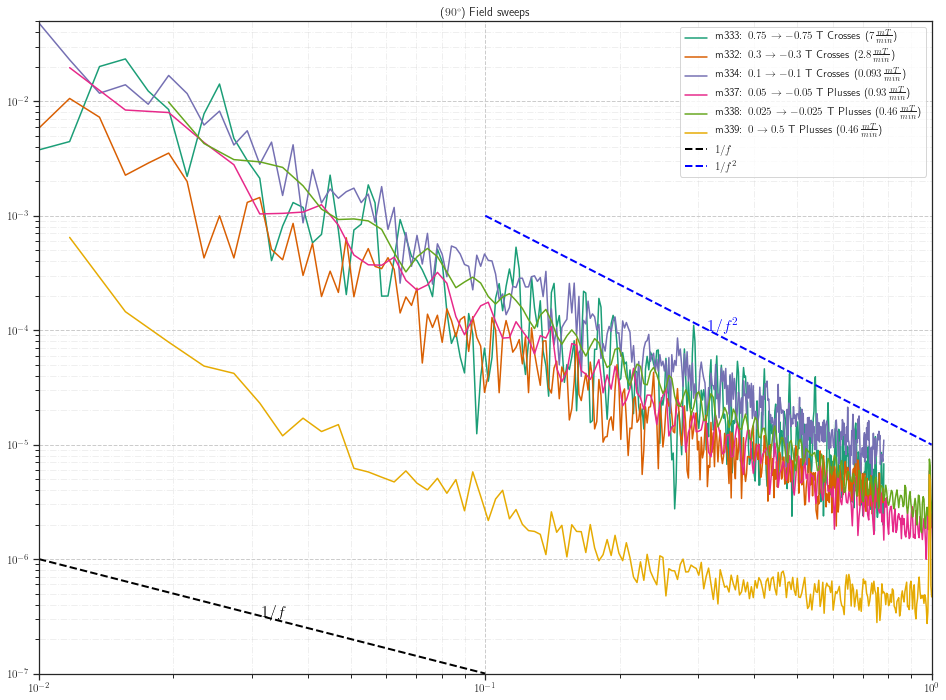 (90°) Field sweeps
m333: 0.75 → −0.75 T Crosses (7 mT/min)
m332: 0.3 → −0.3 T Crosses (2.8 mT/min)
m334: 0.1 → −0.1 T Crosses (0.093 mT/min)
m337: 0.05 → −0.05 T Plusses (0.93 mT/min)
m338: 0.025 → −0.025 T Plusses (0.46 mT/min)
m339: 0 → 0.5 T Plusses (0.46 mT/min)
1/f
1/f²
10⁻²
10⁻³
1/f²
10⁻⁴
10⁻⁵
10⁻⁶
1/f
10⁻⁷
10⁻² 10⁻¹ 10⁰